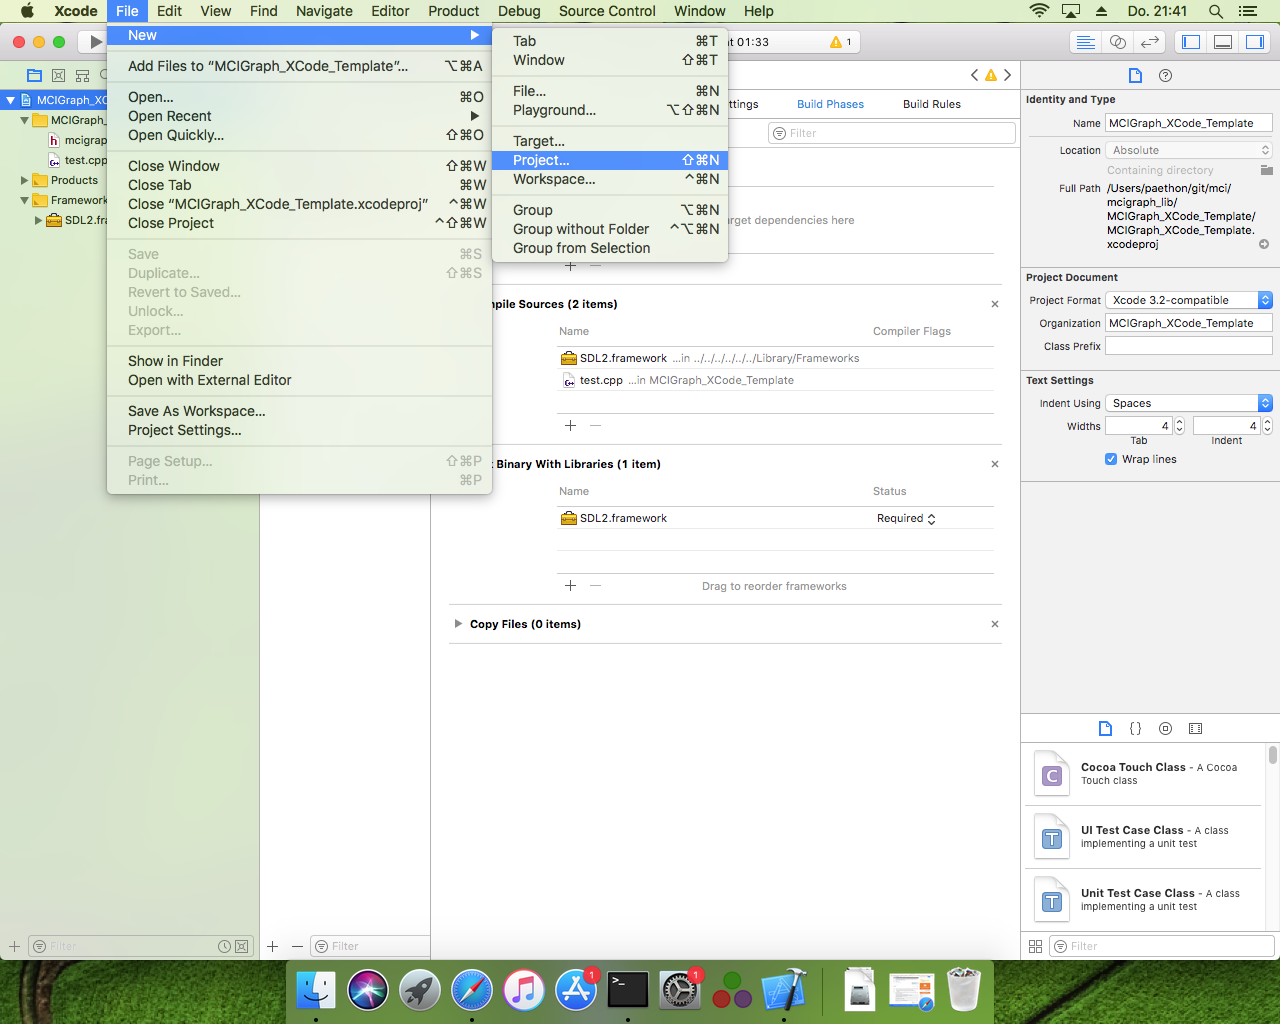 Xcode File Edit View Find Navigate Editor Product Debug Source Control Window Help Do. 21:41
New
Add Files to “MCIGraph_XCode_Template”... ⌥⌘A
Open... ⌘O
Open Recent
Open Quickly... ⇧⌘O
Close Window ⇧⌘W
Close Tab ⌘W
Close “MCIGraph_XCode_Template.xcodeproj” ^⌘W
Close Project ^⇧⌘W
Save ⌘S
Duplicate... ⇧⌘S
Revert to Saved...
Unlock...
Export...
Show in Finder
Open with External Editor
Save As Workspace...
Project Settings...
Page Setup... ⇧⌘P
Print... ⌘P
Tab ⌘T
Window ⇧⌘T
File... ⌘N
Playground... ⌥⇧⌘N
Target...
Project... ⇧⌘N
Workspace... ^⌘N
Group ⌥⌘N
Group without Folder ^⌥⌘N
Group from Selection
MCIGraph_XC
MCIGraph_
mcigrap
test.cpp
Products
Framework
SDL2.fra
Filter
Filter
t 01:33 1
ttings Build Phases Build Rules
Filter
target dependencies here
mpile Sources (2 items)
Name Compiler Flags
SDL2.framework ...in ../../../../../../Library/Frameworks
test.cpp ...in MCIGraph_XCode_Template
k Binary With Libraries (1 item)
Name Status
SDL2.framework Required
Drag to reorder frameworks
Copy Files (0 items)
Identity and Type
Name MCIGraph_XCode_Template
Location Absolute
Containing directory
Full Path /Users/paethon/git/mci/
mcigraph_lib/
MCIGraph_XCode_Template/
MCIGraph_XCode_Template.
xcodeproj
Project Document
Project Format Xcode 3.2-compatible
Organization MCIGraph_XCode_Template
Class Prefix
Text Settings
Indent Using Spaces
Widths 4 4
Tab Indent
Wrap lines
{}
C
Cocoa Touch Class - A Cocoa
Touch class
T
UI Test Case Class - A class
implementing a unit test
T
Unit Test Case Class - A class
implementing a unit test
Filter
1
>_
1